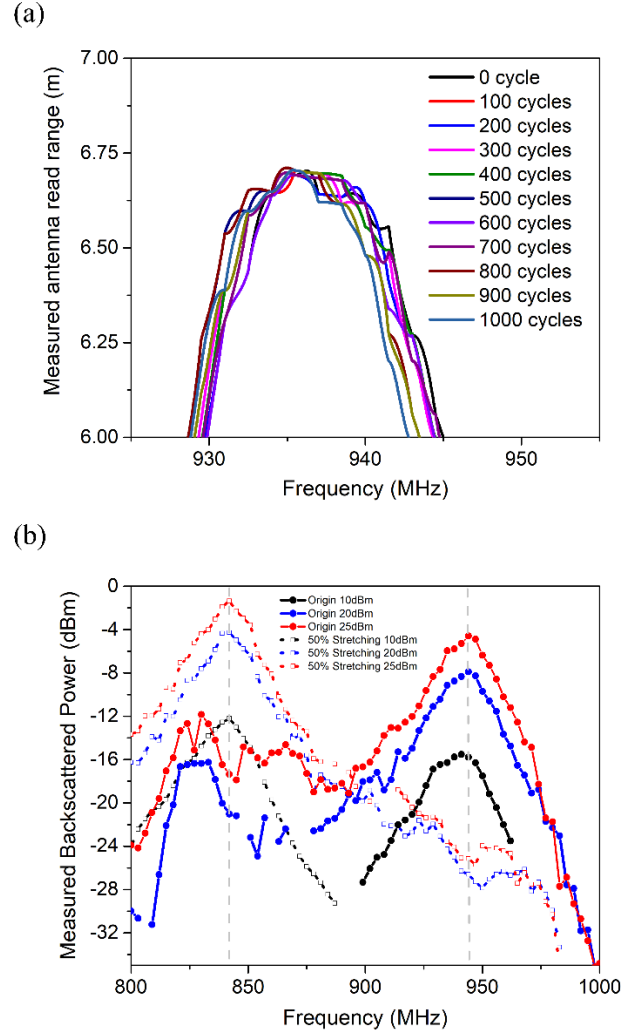 (a)
7.00
6.75
6.50
6.25
6.00
Measured antenna read range (m)
0 cycle
100 cycles
200 cycles
300 cycles
400 cycles
500 cycles
600 cycles
700 cycles
800 cycles
900 cycles
1000 cycles
930 940 950
Frequency (MHz)
(b)
0
-4
-8
-12
-16
-20
-24
-28
-32
Measured Backscattered Power (dBm)
Origin 10dBm
Origin 20dBm
Origin 25dBm
50% Stretching 10dBm
50% Stretching 20dBm
50% Stretching 25dBm
800 850 900 950 1000
Frequency (MHz)